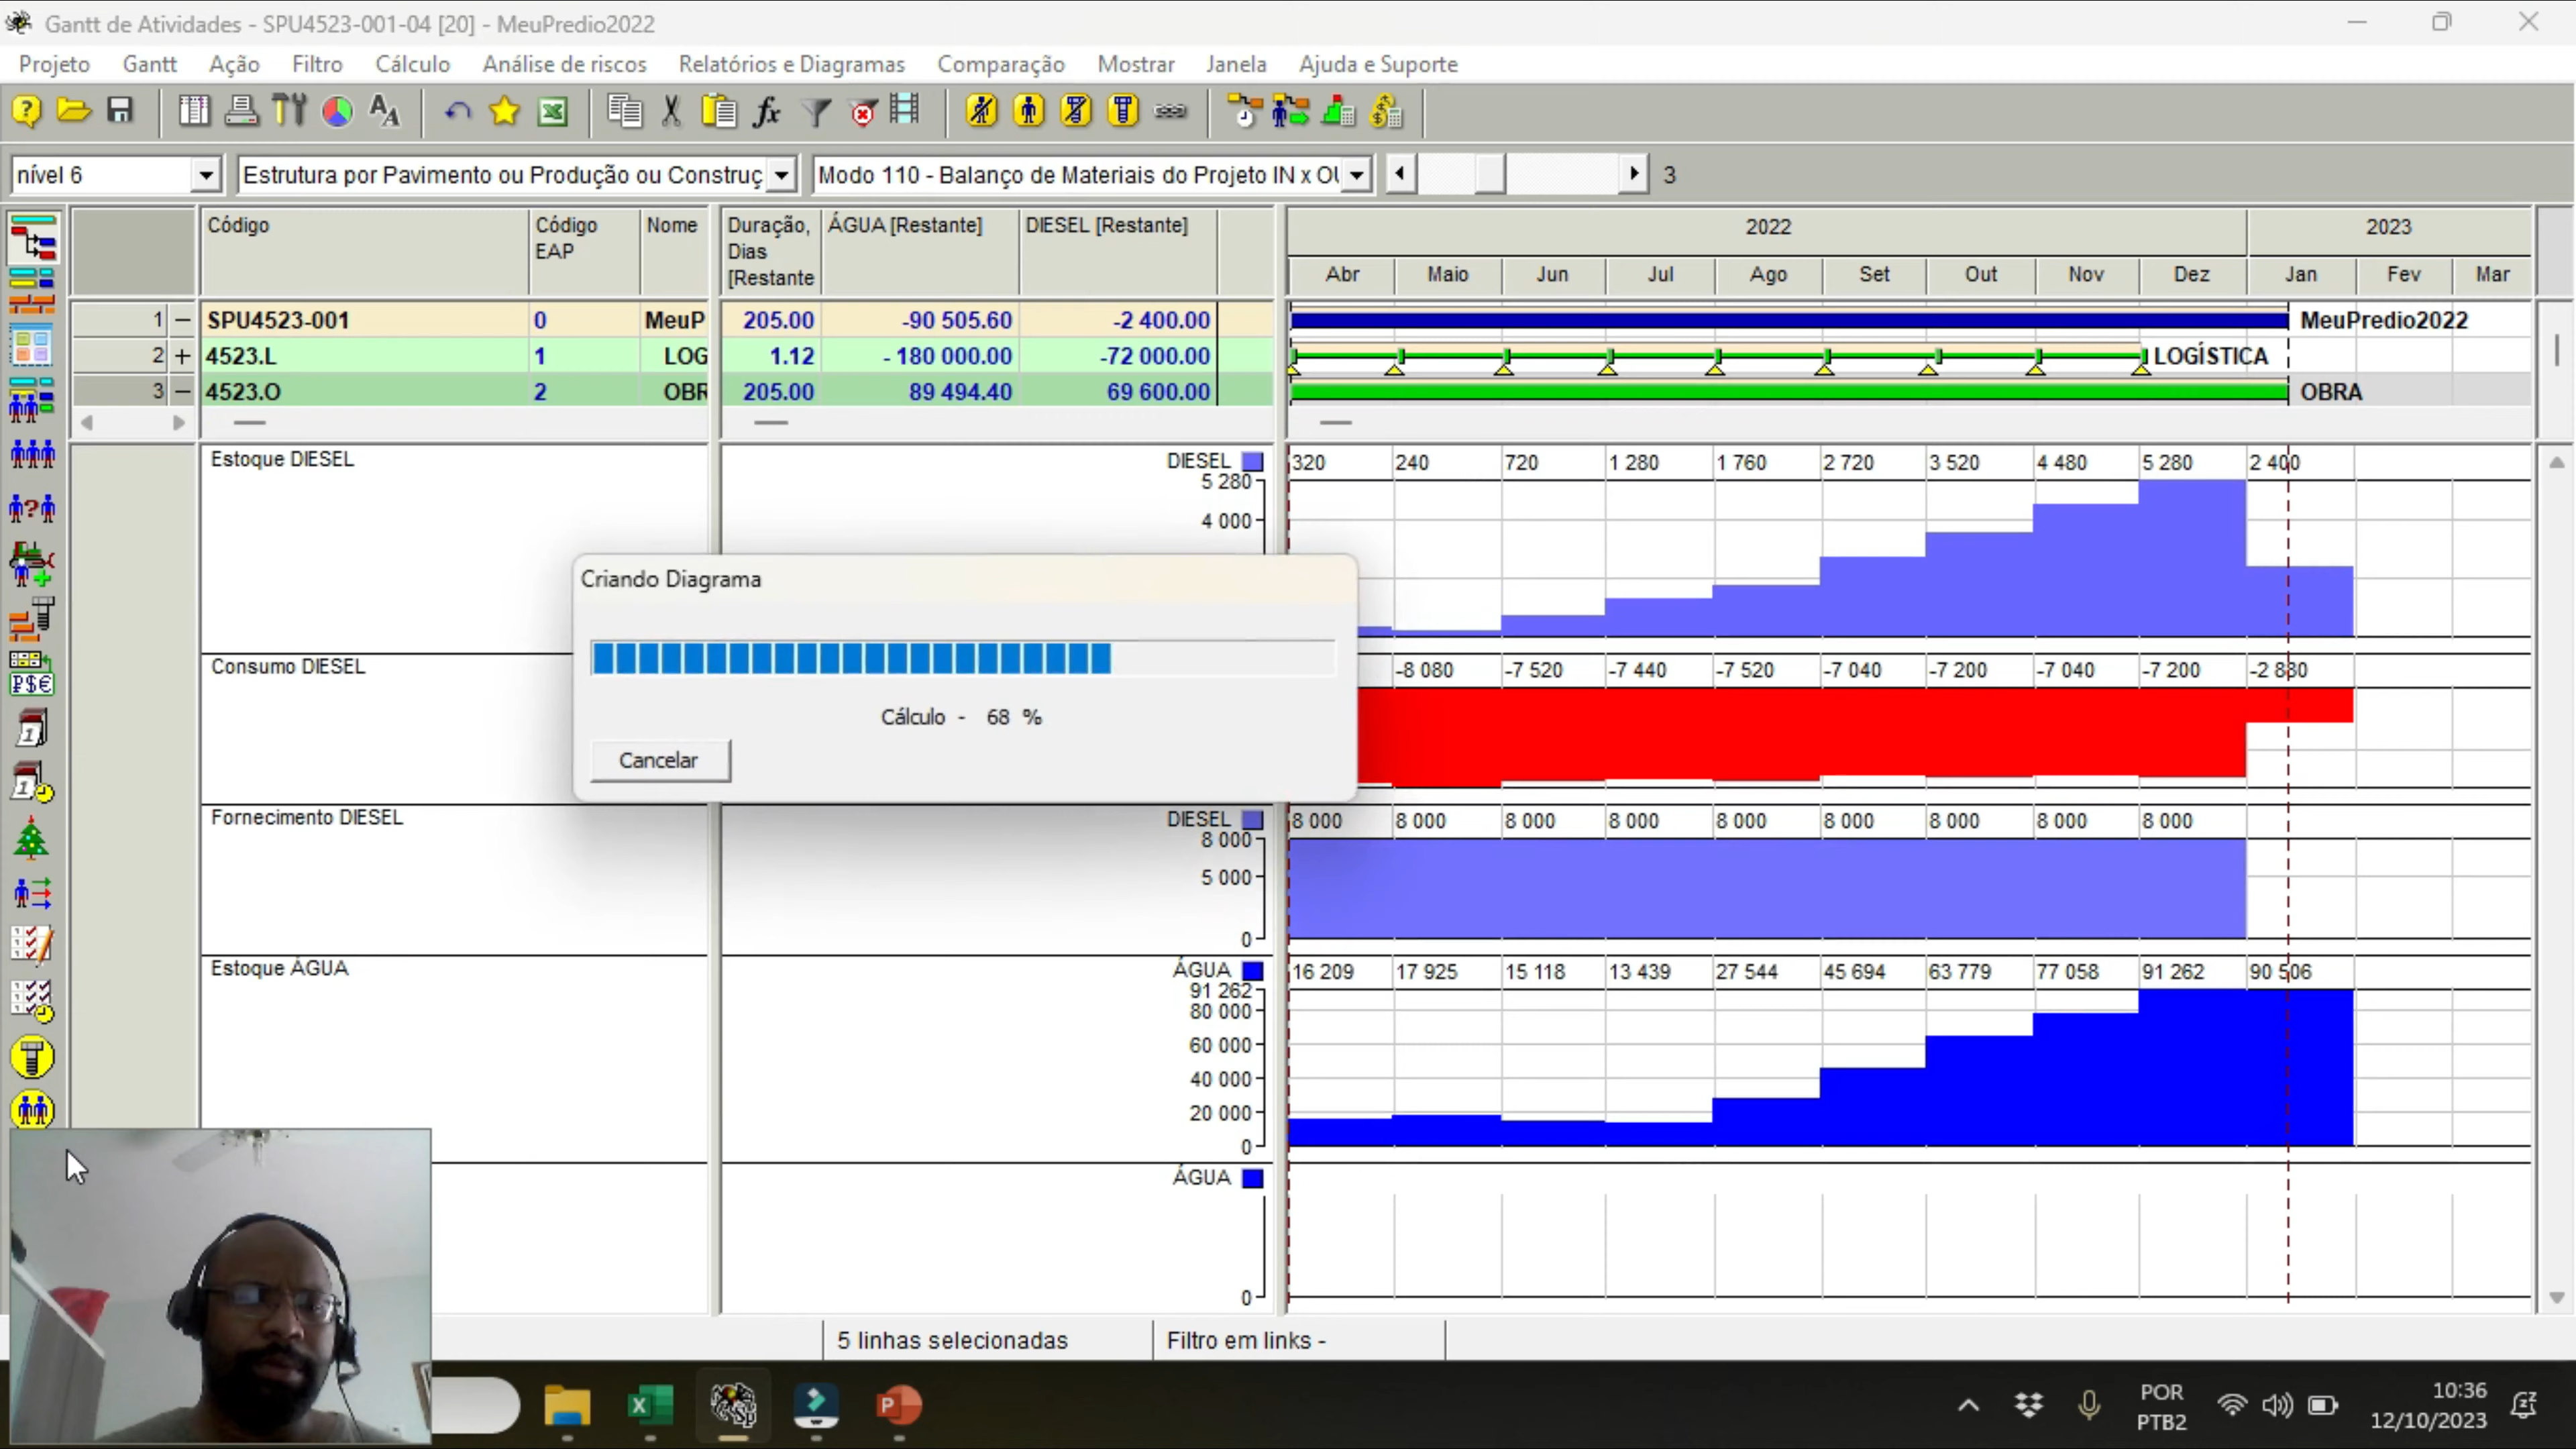 Gantt de Atividades - SPU4523-001-04 [20] - MeuPredio2022
Projeto Gantt Ação Filtro Cálculo Análise de riscos Relatórios e Diagramas Comparação Mostrar Janela Ajuda e Suporte
nível 6 Estrutura por Pavimento ou Produção ou Construç Modo 110 - Balanço de Materiais do Projeto IN x OU 3
Código Código EAP Nome Duração, Dias [Restante ÁGUA [Restante] DIESEL [Restante] 2022 2023
Abr Maio Jun Jul Ago Set Out Nov Dez Jan Fev Mar
1 SPU4523-001 0 MeuP 205.00 -90 505.60 -2 400.00 MeuPredio2022
2 4523.L 1 LOG 1.12 - 180 000.00 -72 000.00 LOGÍSTICA
3 4523.O 2 OBR 205.00 89 494.40 69 600.00 OBRA
Estoque DIESEL DIESEL 320 240 720 1 280 1 760 2 720 3 520 4 480 5 280 2 400
5 280
4 000
Criando Diagrama
Cálculo - 68 %
Cancelar
Consumo DIESEL -8 080 -7 520 -7 440 -7 520 -7 040 -7 200 -7 040 -7 200 -2 880
Fornecimento DIESEL DIESEL 8 000 8 000 8 000 8 000 8 000 8 000 8 000 8 000 8 000
8 000
5 000
0
Estoque ÁGUA ÁGUA 16 209 17 925 15 118 13 439 27 544 45 694 63 779 77 058 91 262 90 506
91 262
80 000
60 000
40 000
20 000
0
ÁGUA
0
5 linhas selecionadas Filtro em links -
POR
PTB2
10:36
12/10/2023